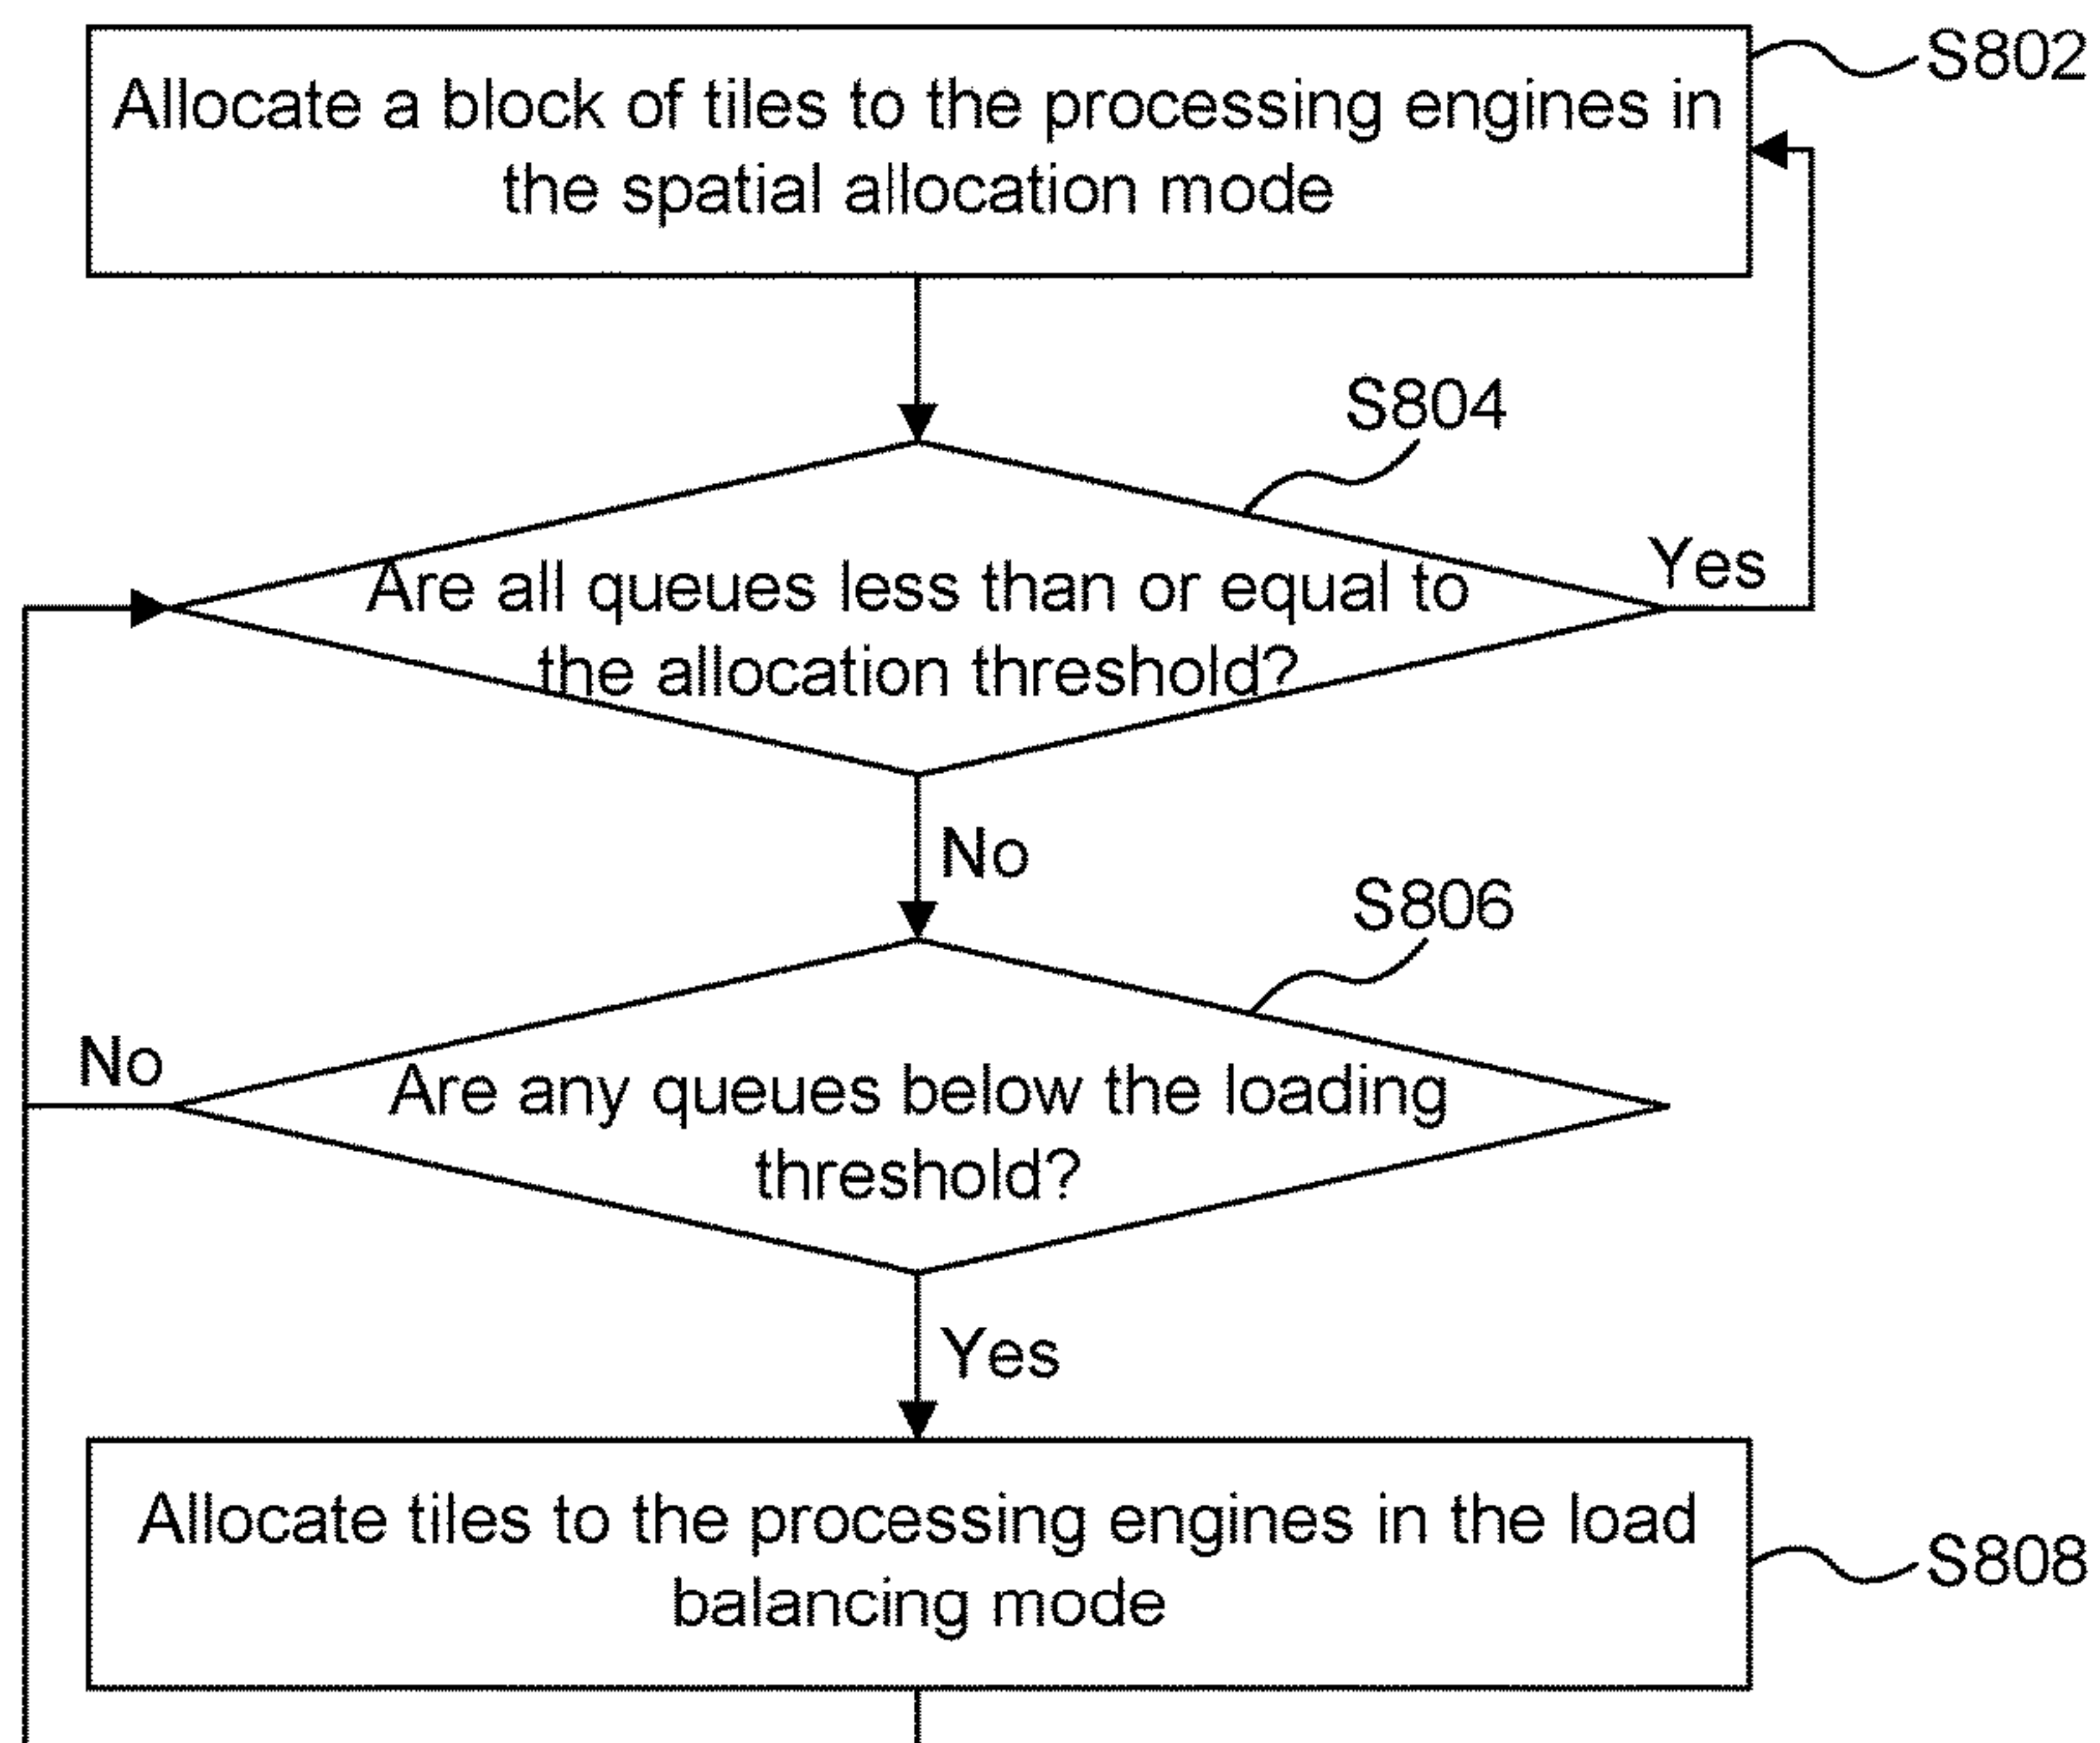 S802
Allocate a block of tiles to the processing engines in
the spatial allocation mode
S804
Yes
Are all queues less than or equal to
the allocation threshold?
No
S806
No
Are any queues below the loading
threshold?
Yes
Allocate tiles to the processing engines in the load
balancing mode
S808